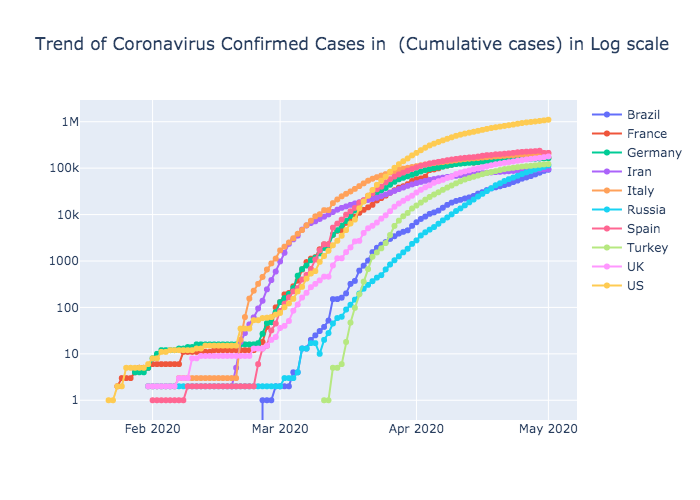 Trend of Coronavirus Confirmed Cases in  (Cumulative cases) in Log scale
1M
100k
10k
1000
100
10
1
Feb 2020
Mar 2020
Apr 2020
May 2020
Brazil
France
Germany
Iran
Italy
Russia
Spain
Turkey
UK
US